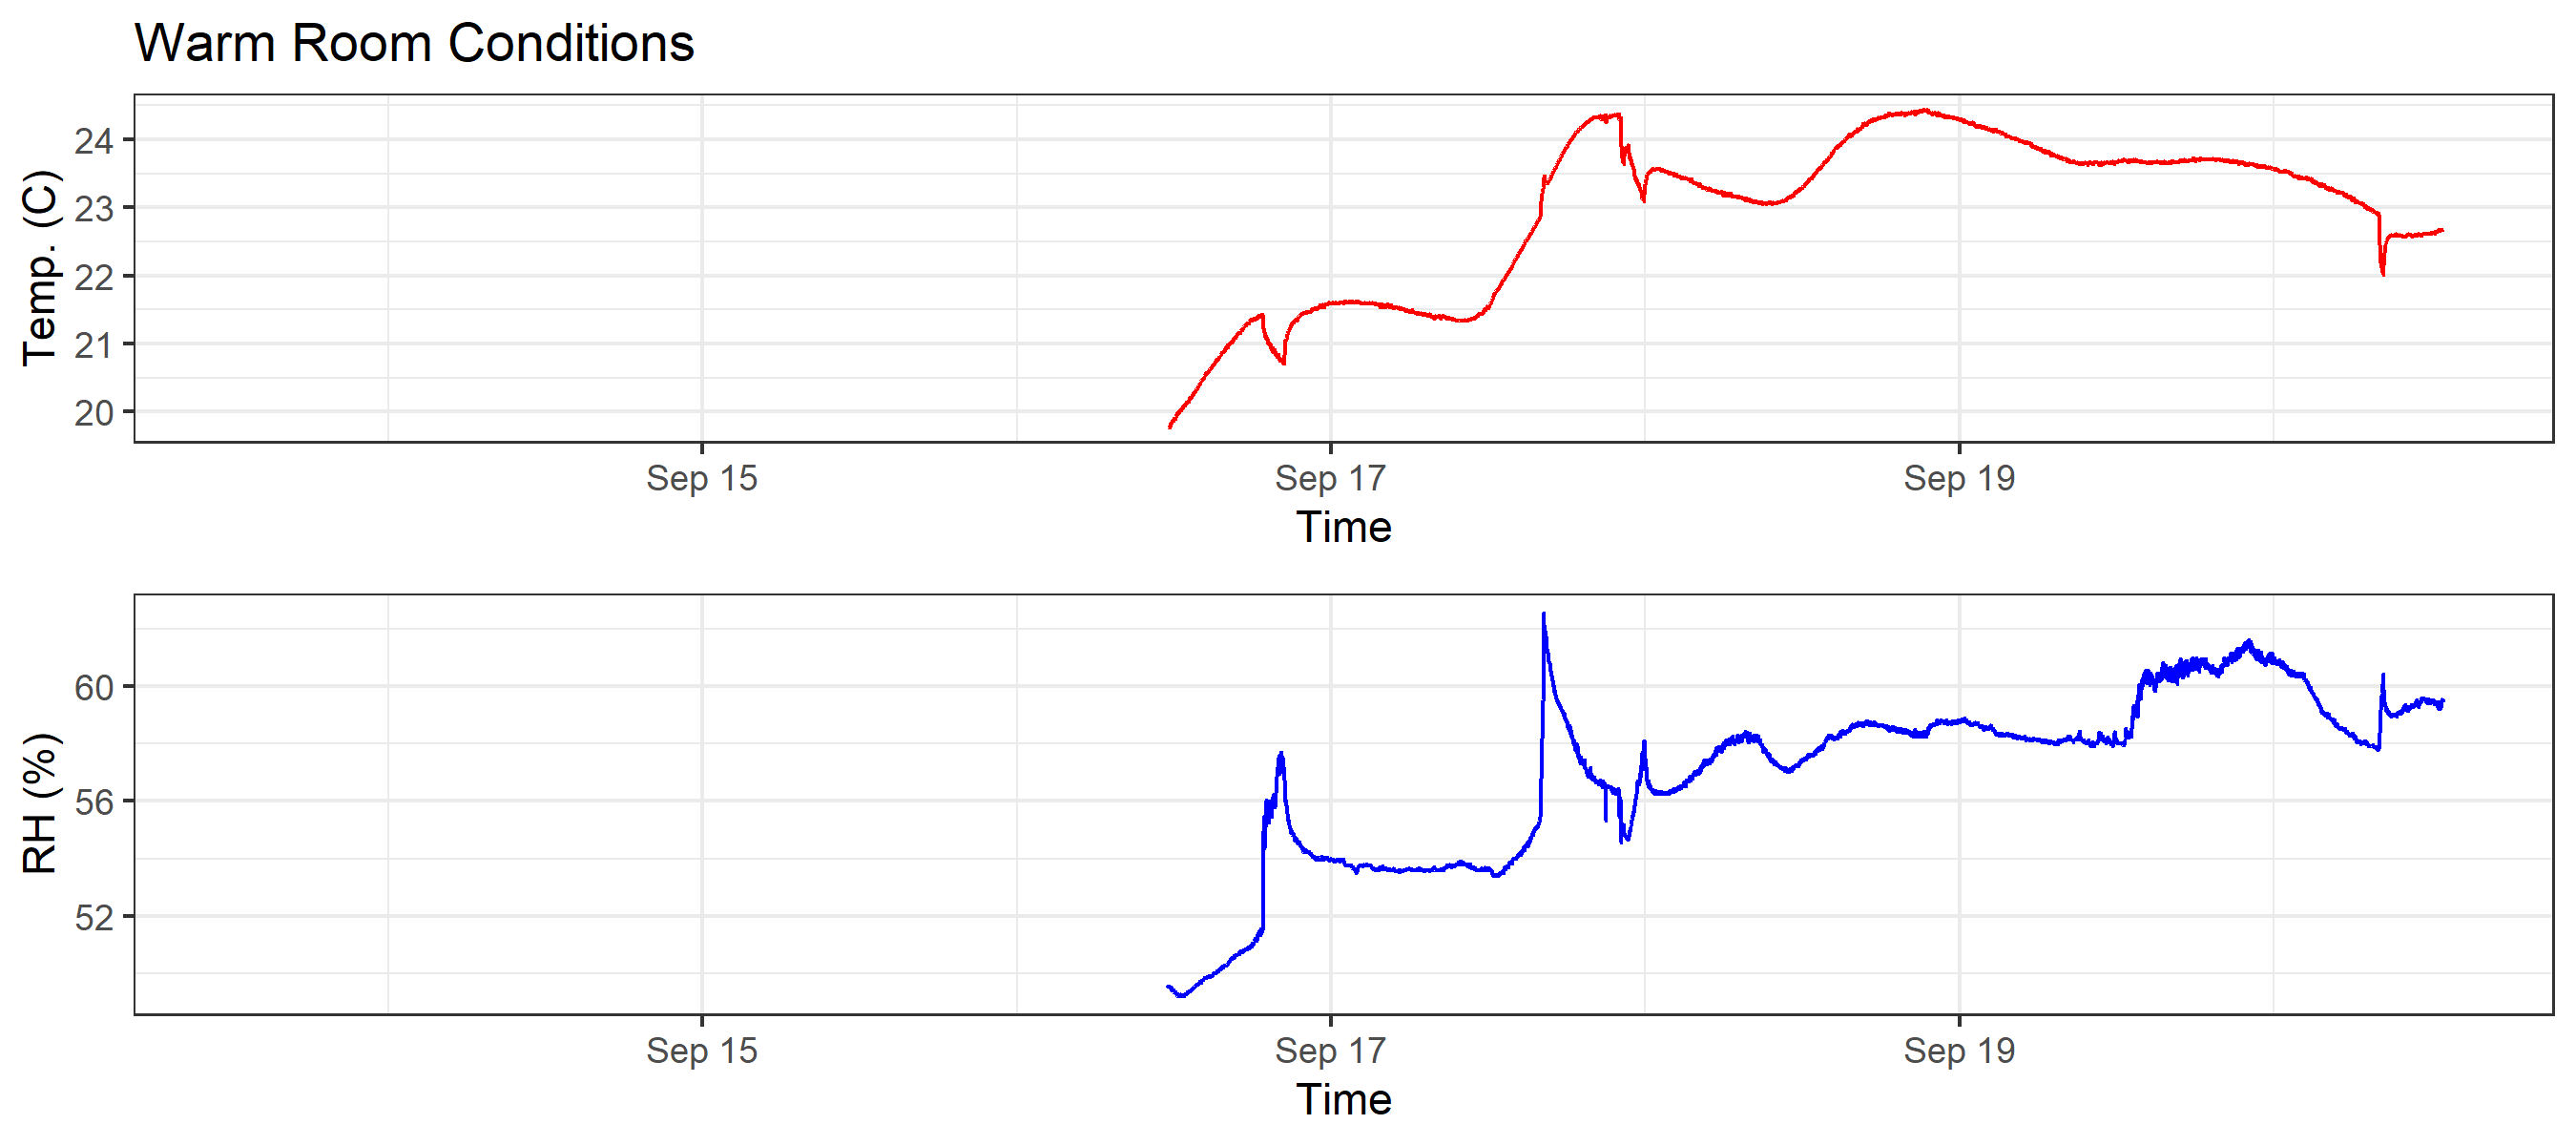 Warm Room Conditions
Temp. (C)
24
23
22
21
20
Sep 15 Sep 17 Sep 19
Time
RH (%)
60
56
52
Sep 15 Sep 17 Sep 19
Time